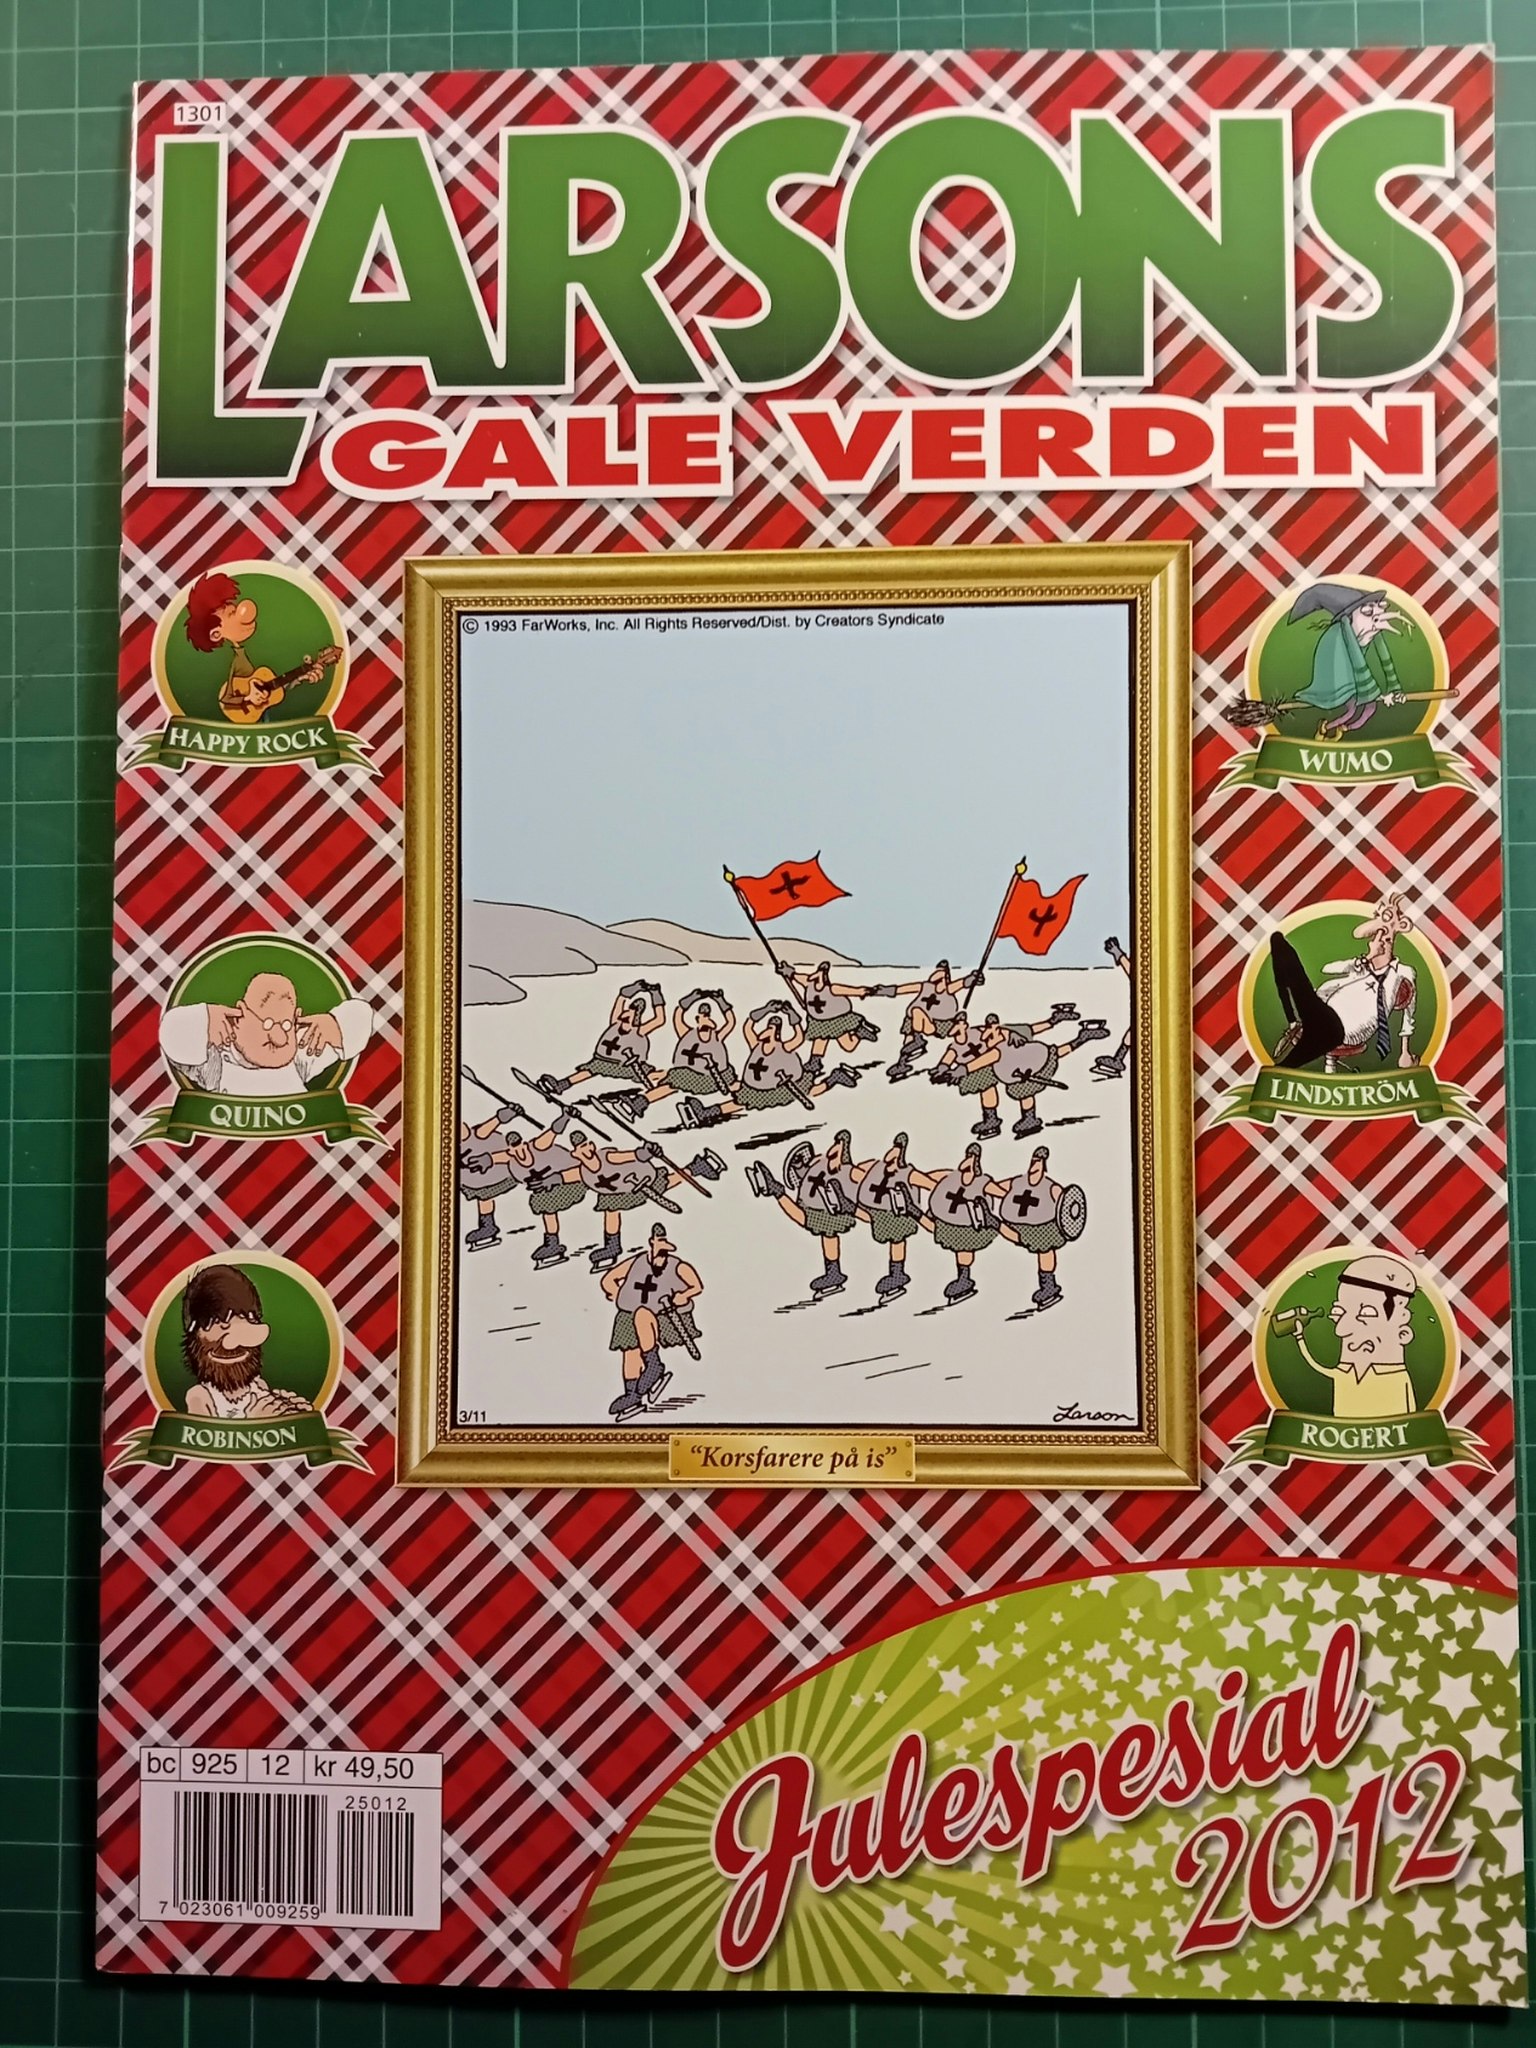 1301
LARSONS
GALE VERDEN
© 1993 FarWorks, Inc. All Rights Reserved/Dist. by Creators Syndicate
HAPPY ROCK
WUMO
QUINO
LINDSTRÖM
ROBINSON
ROGERT
3/11
Larson
"Korsfarere på is"
Julespesial
2012
bc 925 12 kr 49,50
25012
7 023061 009259